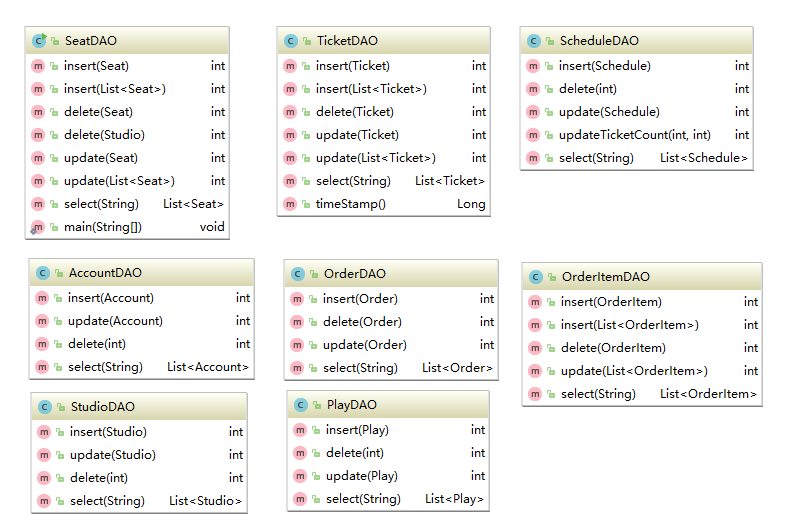 SeatDAO
insert(Seat) int
insert(List<Seat>) int
delete(Seat) int
delete(Studio) int
update(Seat) int
update(List<Seat>) int
select(String) List<Seat>
main(String[]) void
TicketDAO
insert(Ticket) int
insert(List<Ticket>) int
delete(Ticket) int
update(Ticket) int
update(List<Ticket>) int
select(String) List<Ticket>
timeStamp() Long
ScheduleDAO
insert(Schedule) int
delete(int) int
update(Schedule) int
updateTicketCount(int, int) int
select(String) List<Schedule>
AccountDAO
insert(Account) int
update(Account) int
delete(int) int
select(String) List<Account>
OrderDAO
insert(Order) int
delete(Order) int
update(Order) int
select(String) List<Order>
OrderItemDAO
insert(OrderItem) int
insert(List<OrderItem>) int
delete(OrderItem) int
update(List<OrderItem>) int
select(String) List<OrderItem>
StudioDAO
insert(Studio) int
update(Studio) int
delete(int) int
select(String) List<Studio>
PlayDAO
insert(Play) int
delete(int) int
update(Play) int
select(String) List<Play>